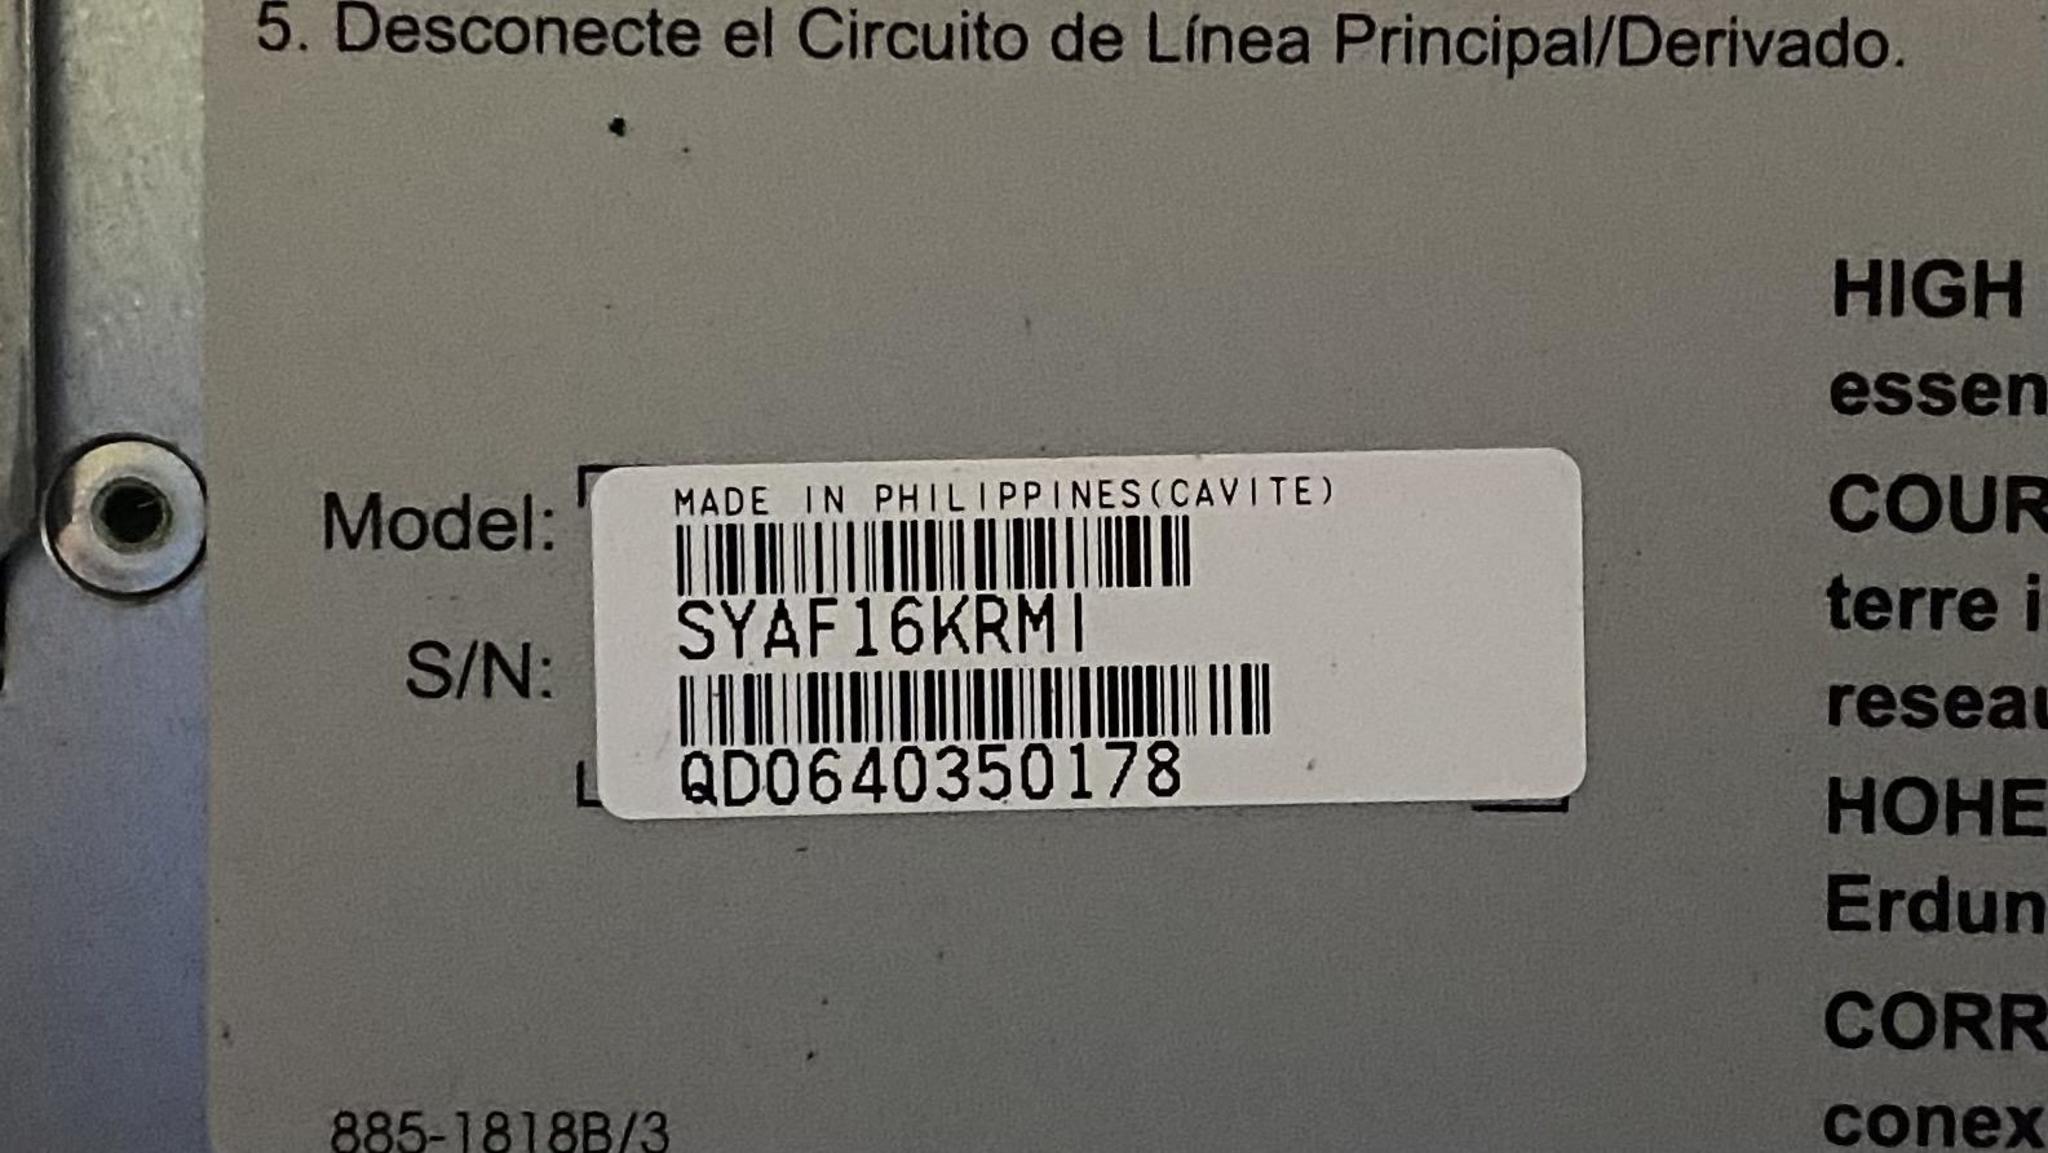 5. Desconecte el Circuito de Línea Principal/Derivado.
Model:
S/N:
MADE IN PHILIPPINES(CAVITE)
SYAF16KRMI
QD0640350178
HIGH
essen
COUR
terre i
reseau
HOHE
Erdun
CORR
conex
885-1818B/3